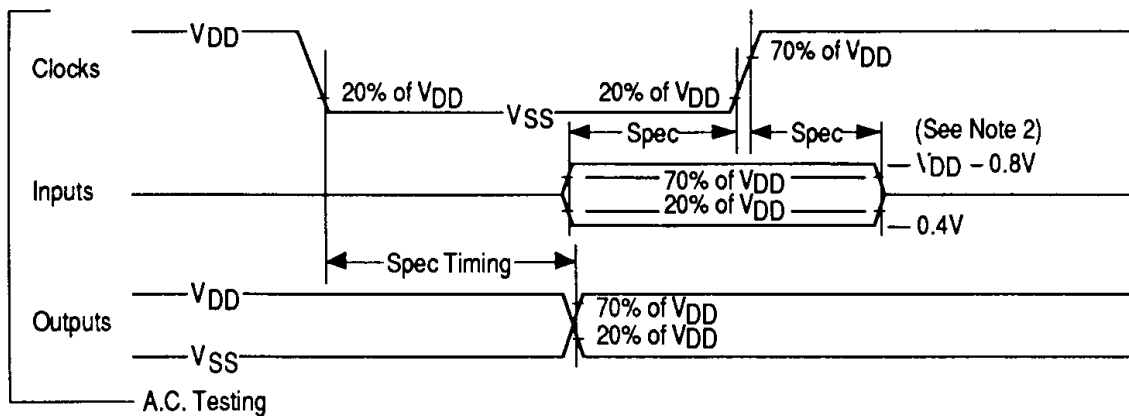 VDD
Clocks
70% of VDD
20% of VDD
VSS
20% of VDD
Spec
Spec
(See Note 2)
VDD – 0.8V
Inputs
70% of VDD
20% of VDD
0.4V
Spec Timing
VDD
Outputs
70% of VDD
20% of VDD
VSS
A.C. Testing